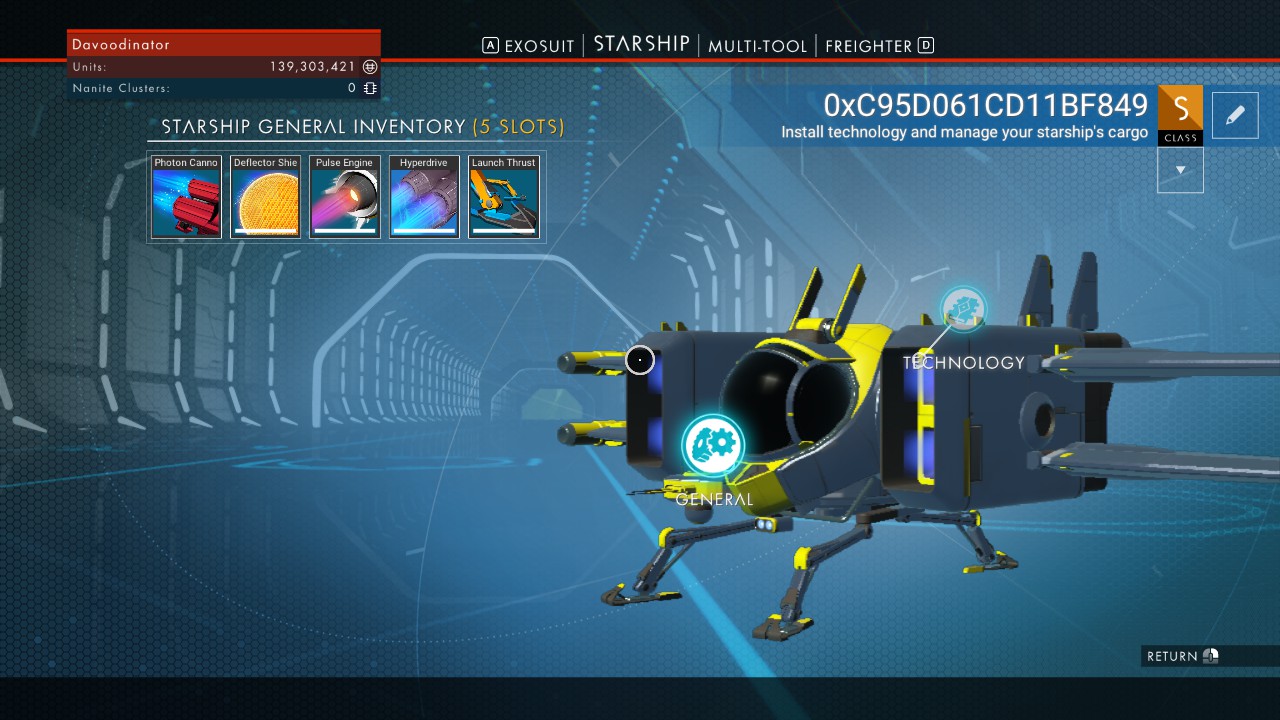 Davoodinator
Units: 139,303,421
Nanite Clusters: 0
A EXOSUIT STARSHIP MULTI-TOOL FREIGHTER D
0xC95D061CD11BF849
Install technology and manage your starship's cargo
S
CLASS
STARSHIP GENERAL INVENTORY (5 SLOTS)
Photon Canno Deflector Shie Pulse Engine Hyperdrive Launch Thrust
TECHNOLOGY
GENERAL
RETURN